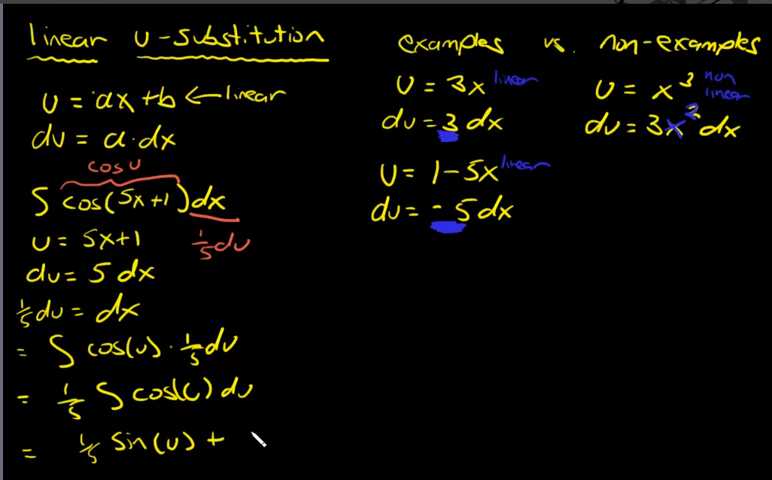 linear u-substitution
u = ax + b ← linear
du = a · dx
cos u
∫ cos(5x+1) dx
u = 5x+1
1/5 du
du = 5 dx
1/5 du = dx
= ∫ cos(u) · 1/5 du
= 1/5 ∫ cos(u) du
= 1/5 sin(u) +
examples vs. non-examples
u = 3x linear
du = 3 dx
u = 1 - 5x linear
du = -5 dx
u = x³ non linear
du = 3x² dx